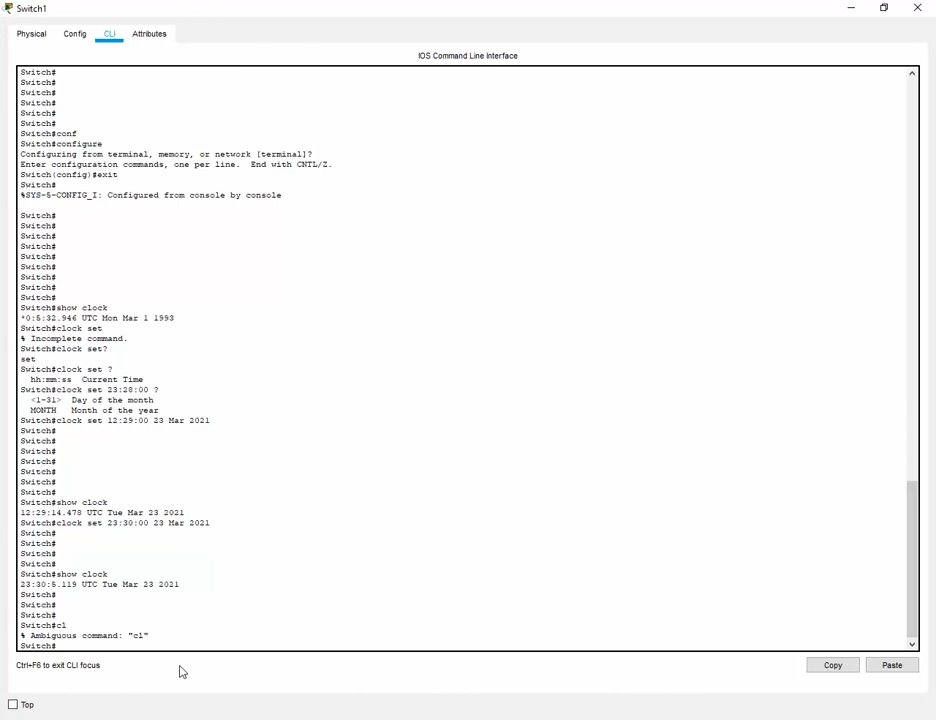 Switch1
Physical Config CLI Attributes
IOS Command Line Interface
Switch#
Switch#
Switch#
Switch#
Switch#
Switch#
Switch#conf
Switch#configure
Configuring from terminal, memory, or network [terminal]?
Enter configuration commands, one per line.  End with CNTL/Z.
Switch(config)#exit
Switch#
%SYS-5-CONFIG_I: Configured from console by console
Switch#
Switch#
Switch#
Switch#
Switch#
Switch#
Switch#
Switch#
Switch#
Switch#show clock
*0:5:32.946 UTC Mon Mar 1 1993
Switch#clock set
% Incomplete command.
Switch#clock set?
set
Switch#clock set ?
hh:mm:ss  Current Time
Switch#clock set 23:28:00 ?
<1-31>  Day of the month
MONTH   Month of the year
Switch#clock set 12:29:00 23 Mar 2021
Switch#
Switch#
Switch#
Switch#
Switch#
Switch#
Switch#
Switch#show clock
12:29:14.478 UTC Tue Mar 23 2021
Switch#clock set 23:30:00 23 Mar 2021
Switch#
Switch#
Switch#
Switch#
Switch#show clock
23:30:5.119 UTC Tue Mar 23 2021
Switch#
Switch#
Switch#
Switch#cl
% Ambiguous command: "cl"
Switch#
Ctrl+F6 to exit CLI focus
Copy Paste
Top